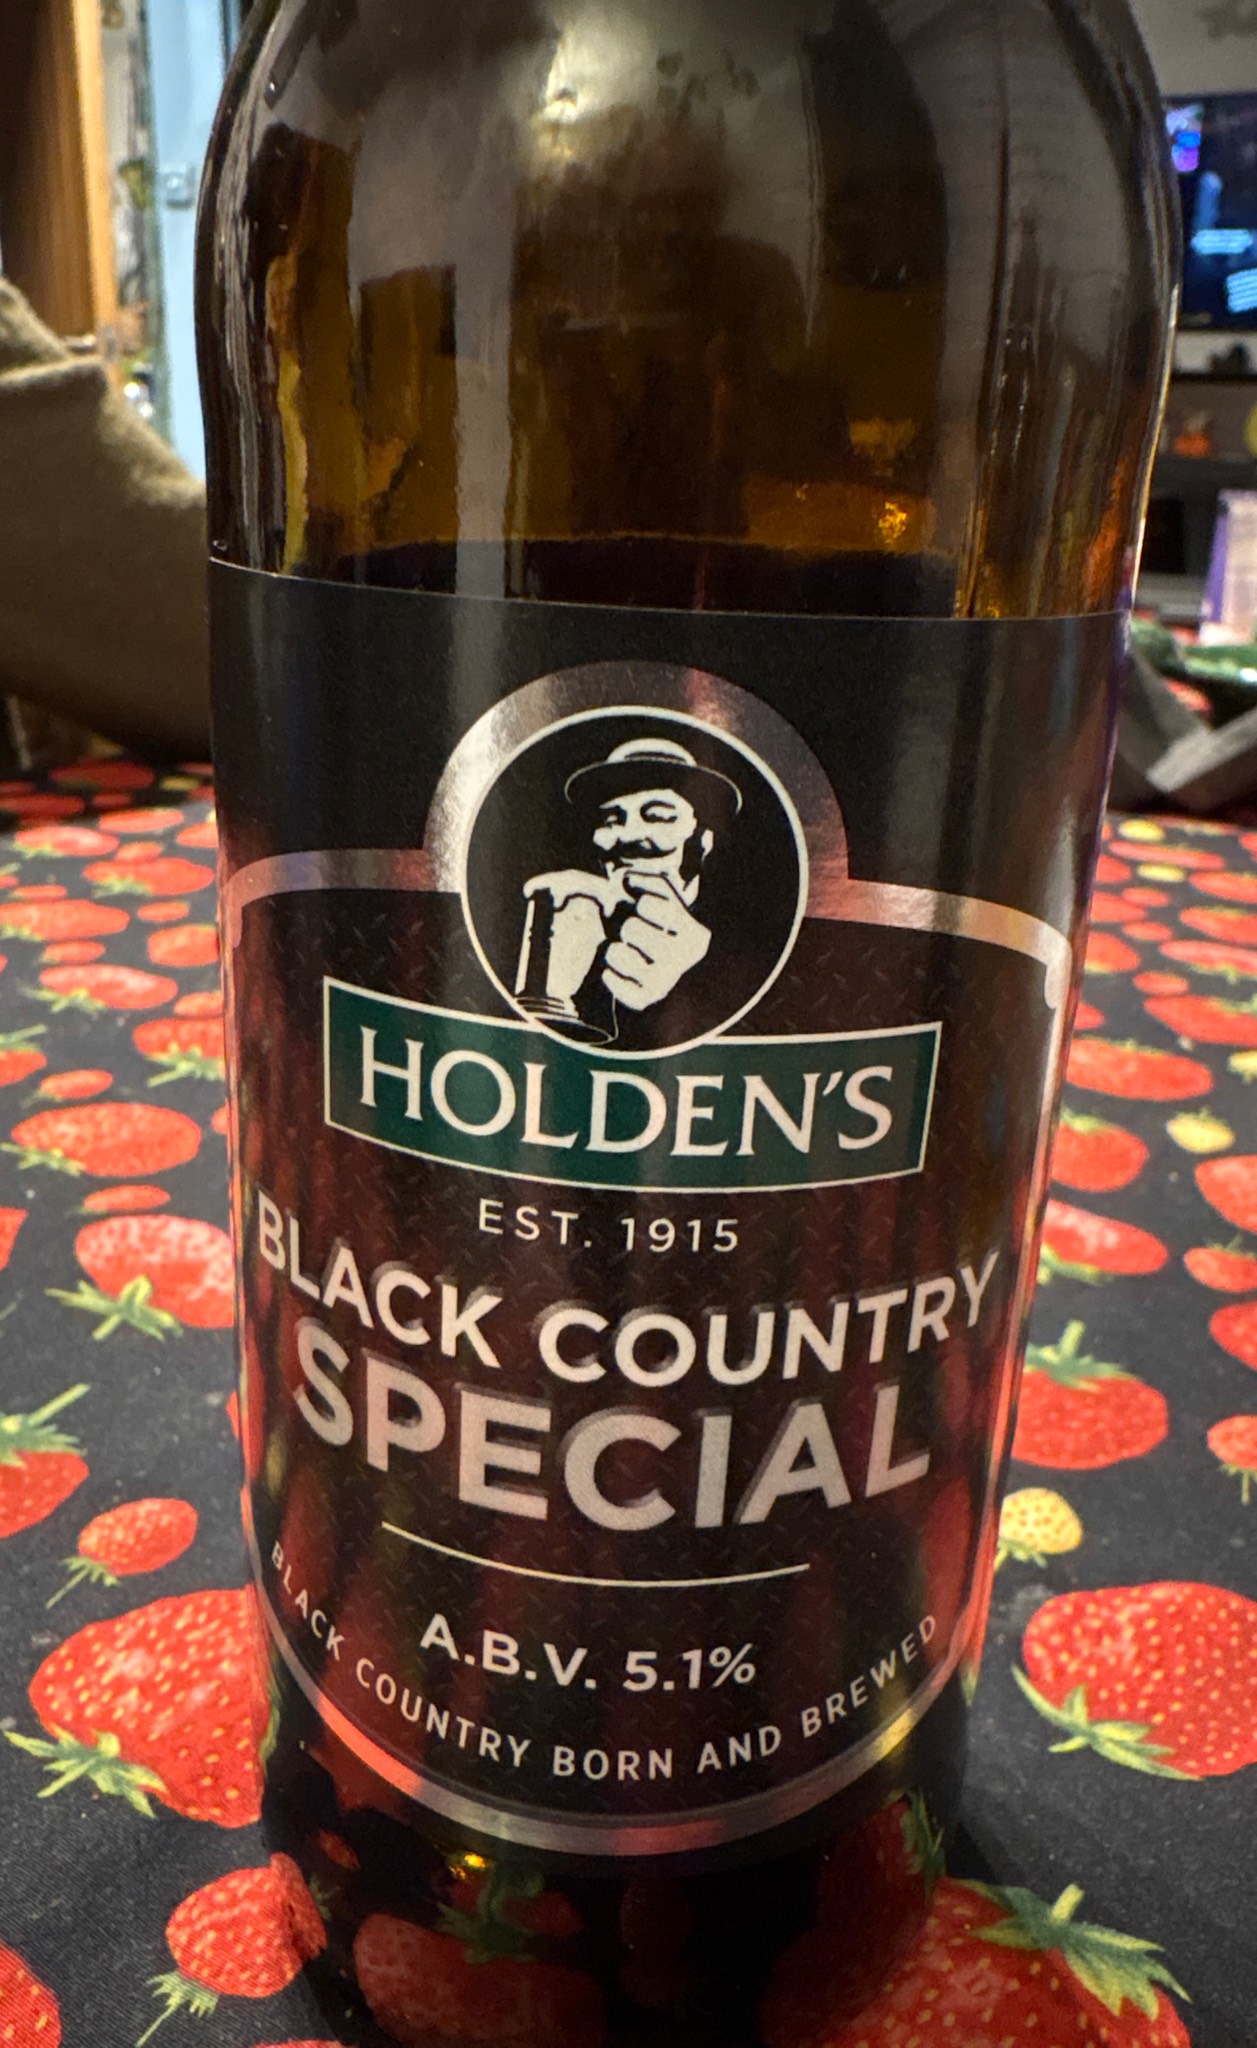 HOLDEN'S
EST. 1915
BLACK COUNTRY
SPECIAL
A.B.V. 5.1%
BLACK COUNTRY BORN AND BREWED